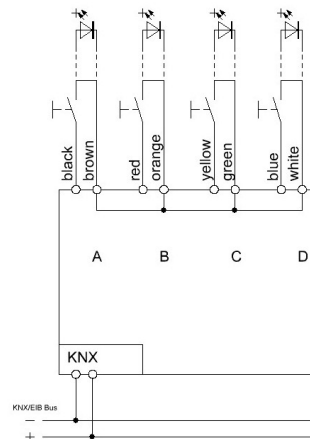 black
brown
red
orange
yellow
green
blue
white
A B C D
KNX
KNX/EIB Bus
–
+